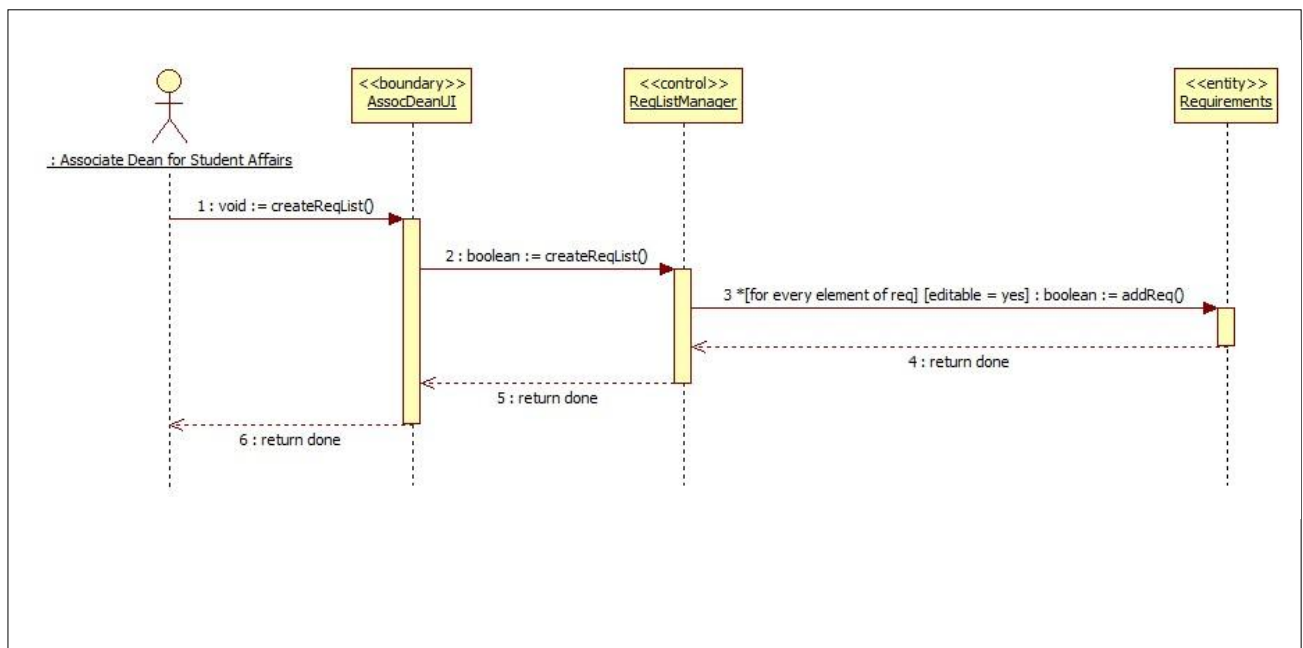 <<boundary>>
AssocDeanUI
<<control>>
ReqListManager
<<entity>>
Requirements
: Associate Dean for Student Affairs
1 : void := createReqList()
2 : boolean := createReqList()
3 *[for every element of req] [editable = yes] : boolean := addReq()
4 : return done
5 : return done
6 : return done